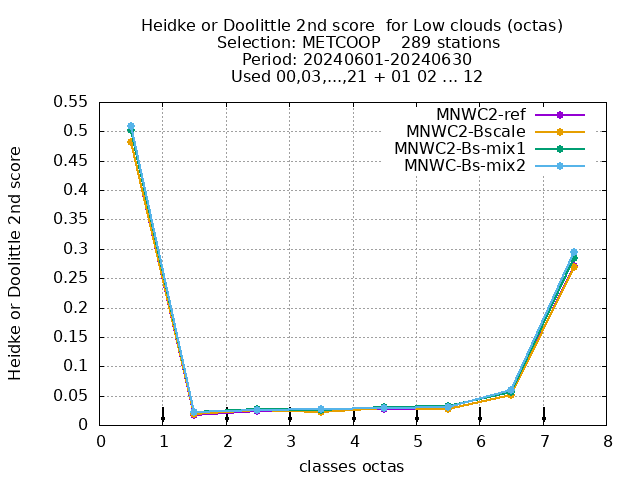 Heidke or Doolittle 2nd score  for Low clouds (octas)
Selection: METCOOP    289 stations
Period: 20240601-20240630
Used 00,03,...,21 + 01 02 ... 12
MNWC2-ref
MNWC2-Bscale
MNWC2-Bs-mix1
MNWC-Bs-mix2
Heidke or Doolittle 2nd score
0.55
0.5
0.45
0.4
0.35
0.3
0.25
0.2
0.15
0.1
0.05
0
0 1 2 3 4 5 6 7 8
classes octas